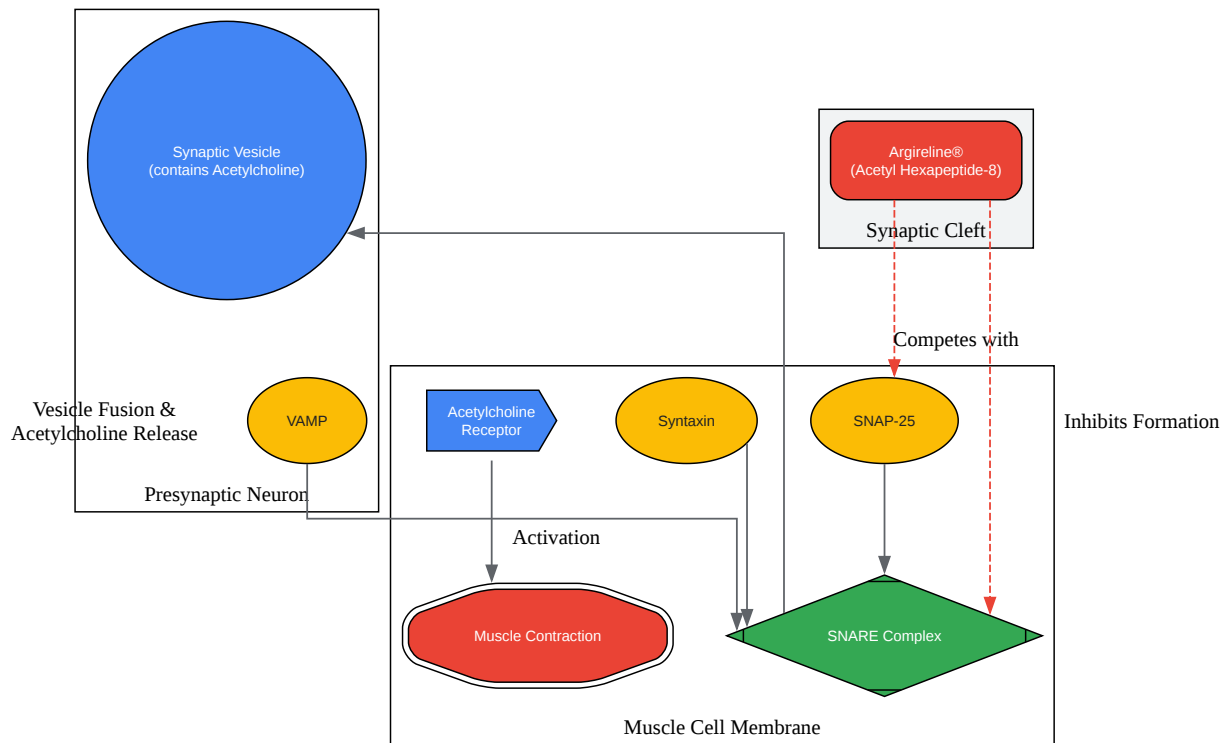 Synaptic Vesicle
(contains Acetylcholine)
Argireline®
(Acetyl Hexapeptide-8)
Synaptic Cleft
Competes with
Vesicle Fusion &
Acetylcholine Release
VAMP
Acetylcholine
Receptor
Syntaxin
SNAP-25
Inhibits Formation
Presynaptic Neuron
Activation
Muscle Contraction
SNARE Complex
Muscle Cell Membrane